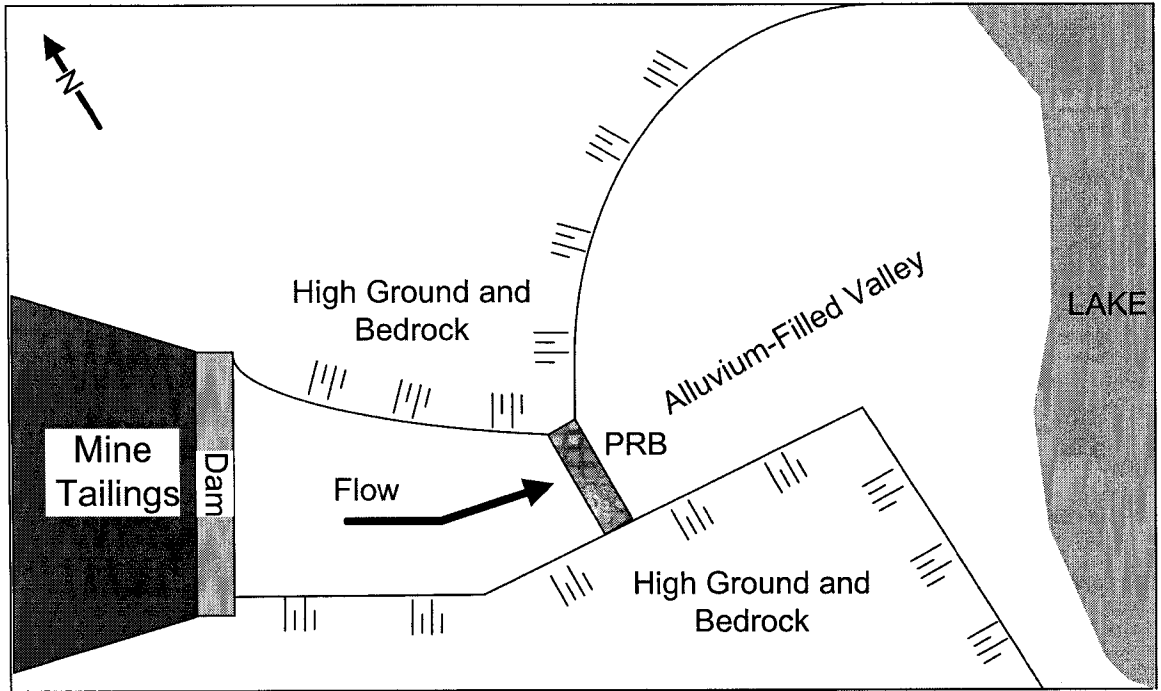 N
High Ground and
Bedrock
Alluvium-Filled Valley
LAKE
Mine
Tailings
Dam
Flow
PRB
High Ground and
Bedrock